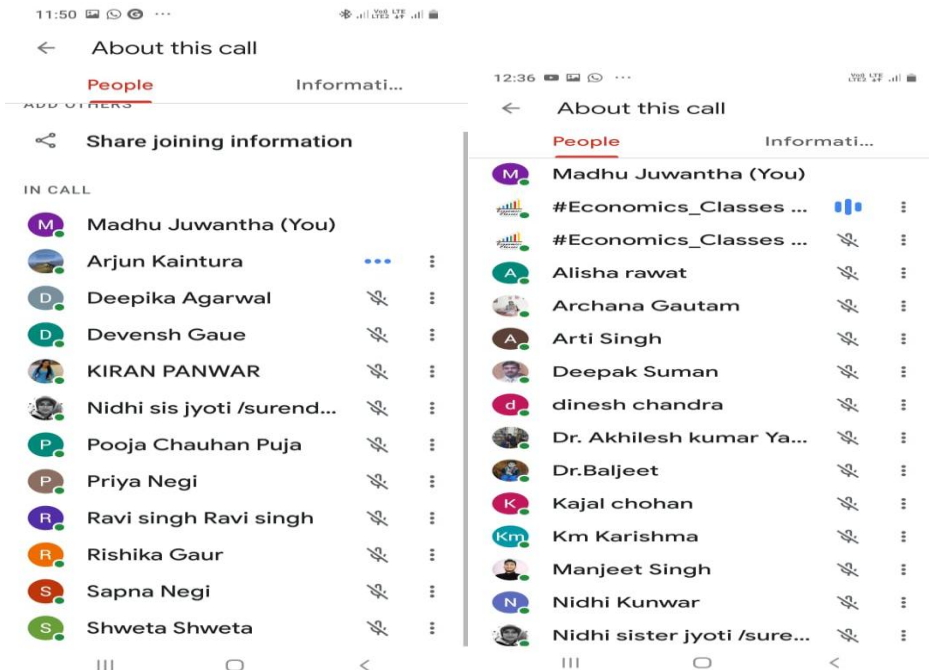 11:50
About this call
People Informati...
ADD OTHERS
Share joining information
IN CALL
M Madhu Juwantha (You)
Arjun Kaintura
D Deepika Agarwal
D Devensh Gaue
KIRAN PANWAR
Nidhi sis jyoti /surend...
P Pooja Chauhan Puja
P Priya Negi
R Ravi singh Ravi singh
R Rishika Gaur
S Sapna Negi
S Shweta Shweta
12:36
About this call
People Informati...
M Madhu Juwantha (You)
#Economics_Classes ...
#Economics_Classes ...
A Alisha rawat
Archana Gautam
A Arti Singh
Deepak Suman
d dinesh chandra
Dr. Akhilesh kumar Ya...
Dr.Baljeet
K Kajal chohan
Km Km Karishma
Manjeet Singh
N Nidhi Kunwar
Nidhi sister jyoti /sure...